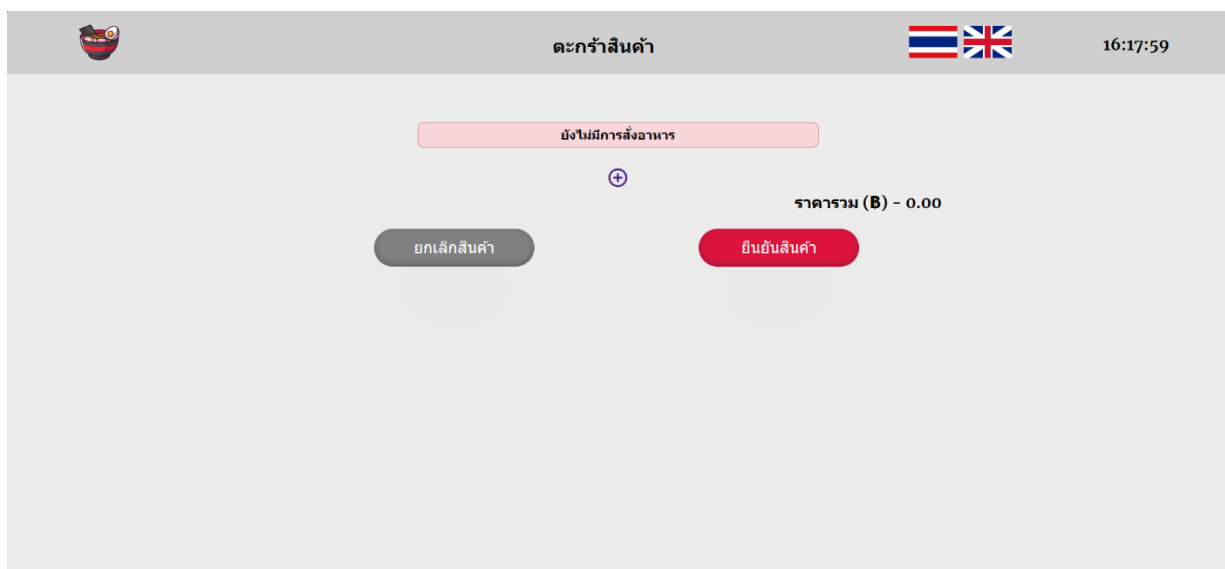 ตะกร้าสินค้า
16:17:59
ยังไม่มีการสั่งอาหาร
ราคารวม (฿) - 0.00
ยกเลิกสินค้า
ยืนยันสินค้า